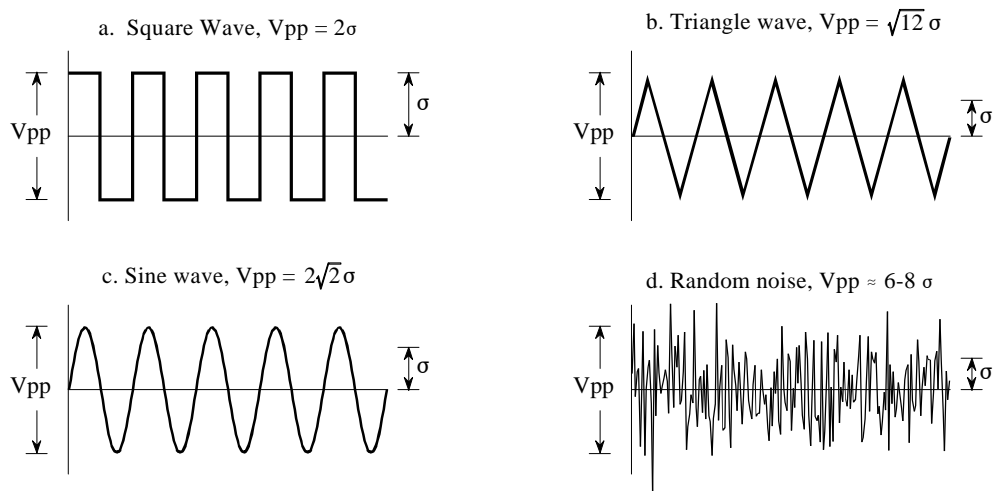 a. Square Wave, Vpp = 2σ
Vpp
σ
b. Triangle wave, Vpp = √12 σ
Vpp
σ
c. Sine wave, Vpp = 2√2σ
Vpp
σ
d. Random noise, Vpp ≈ 6-8 σ
Vpp
σ